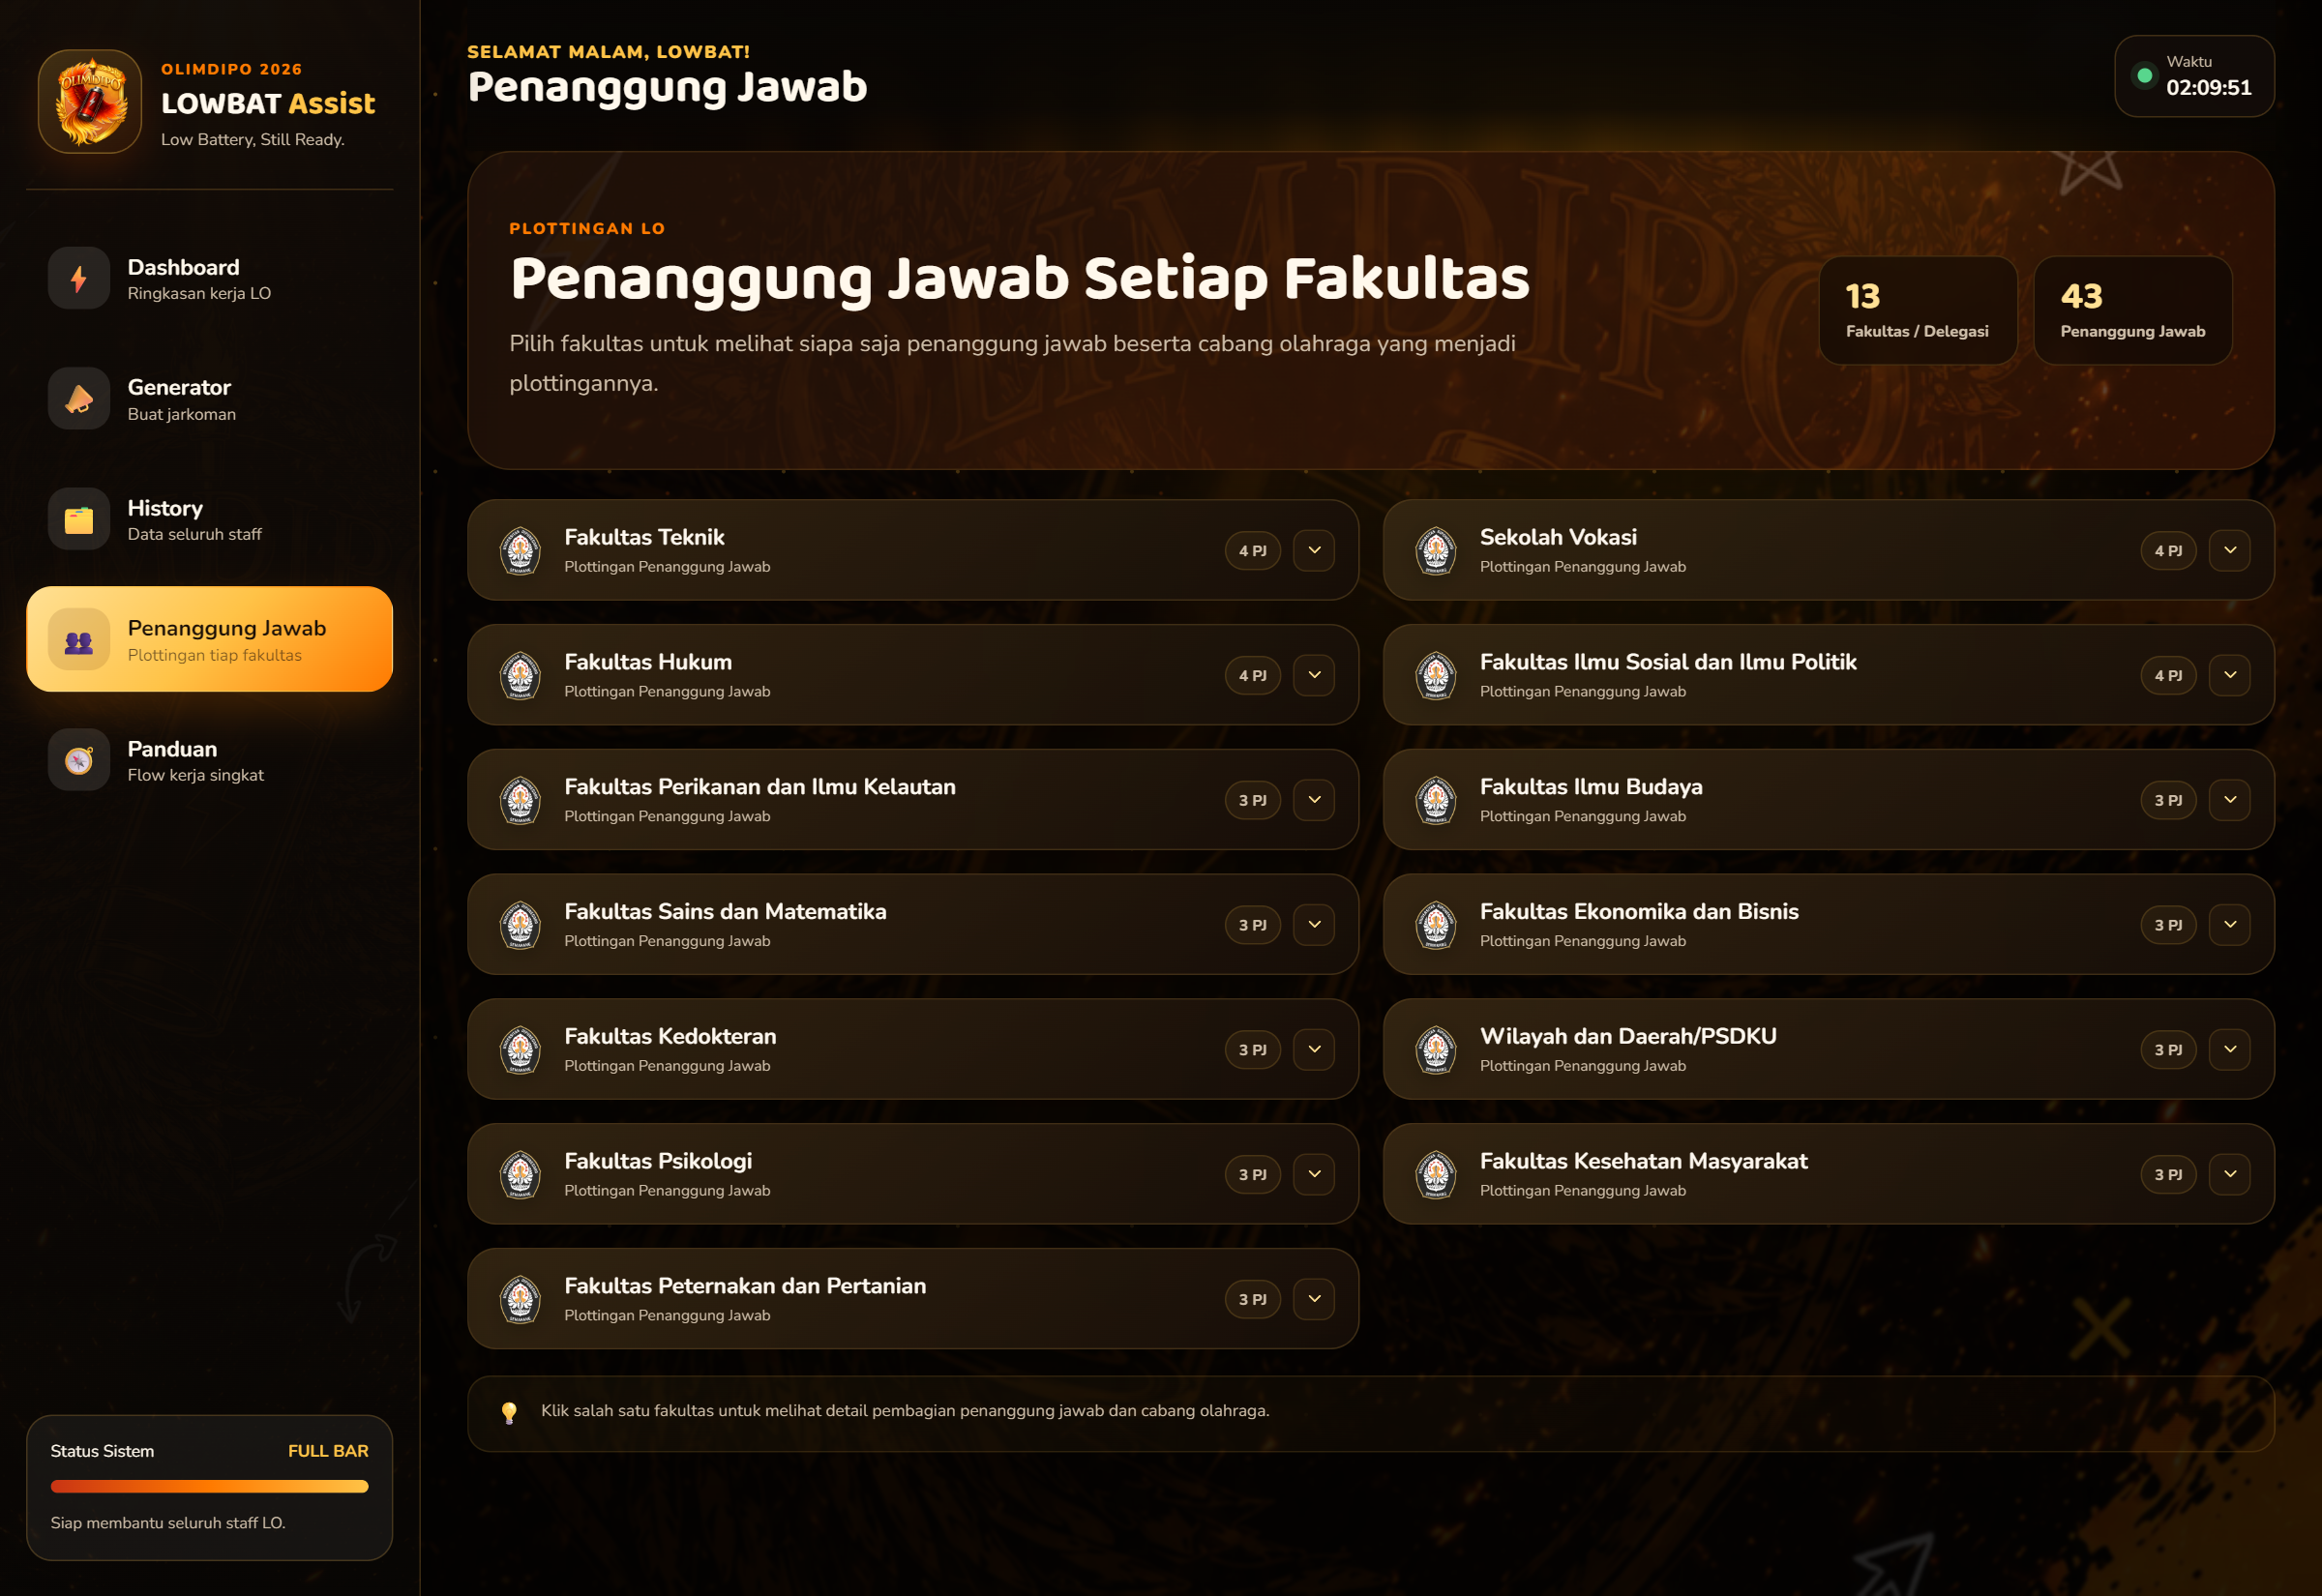 OLIMDIPO
OLIMDIPO 2026
LOWBAT Assist
Low Battery, Still Ready.
Dashboard
Ringkasan kerja LO
Generator
Buat jarkoman
History
Data seluruh staff
Penanggung Jawab
Plottingan tiap fakultas
Panduan
Flow kerja singkat
Status Sistem FULL BAR
Siap membantu seluruh staff LO.
SELAMAT MALAM, LOWBAT!
Penanggung Jawab
Waktu
02:09:51
OLIMDIPO
PLOTTINGAN LO
Penanggung Jawab Setiap Fakultas
Pilih fakultas untuk melihat siapa saja penanggung jawab beserta cabang olahraga yang menjadi
plottingannya.
13
Fakultas / Delegasi
43
Penanggung Jawab
Fakultas Teknik
Plottingan Penanggung Jawab
4 PJ
Sekolah Vokasi
Plottingan Penanggung Jawab
4 PJ
Fakultas Hukum
Plottingan Penanggung Jawab
4 PJ
Fakultas Ilmu Sosial dan Ilmu Politik
Plottingan Penanggung Jawab
4 PJ
Fakultas Perikanan dan Ilmu Kelautan
Plottingan Penanggung Jawab
3 PJ
Fakultas Ilmu Budaya
Plottingan Penanggung Jawab
3 PJ
Fakultas Sains dan Matematika
Plottingan Penanggung Jawab
3 PJ
Fakultas Ekonomika dan Bisnis
Plottingan Penanggung Jawab
3 PJ
Fakultas Kedokteran
Plottingan Penanggung Jawab
3 PJ
Wilayah dan Daerah/PSDKU
Plottingan Penanggung Jawab
3 PJ
Fakultas Psikologi
Plottingan Penanggung Jawab
3 PJ
Fakultas Kesehatan Masyarakat
Plottingan Penanggung Jawab
3 PJ
Fakultas Peternakan dan Pertanian
Plottingan Penanggung Jawab
3 PJ
Klik salah satu fakultas untuk melihat detail pembagian penanggung jawab dan cabang olahraga.